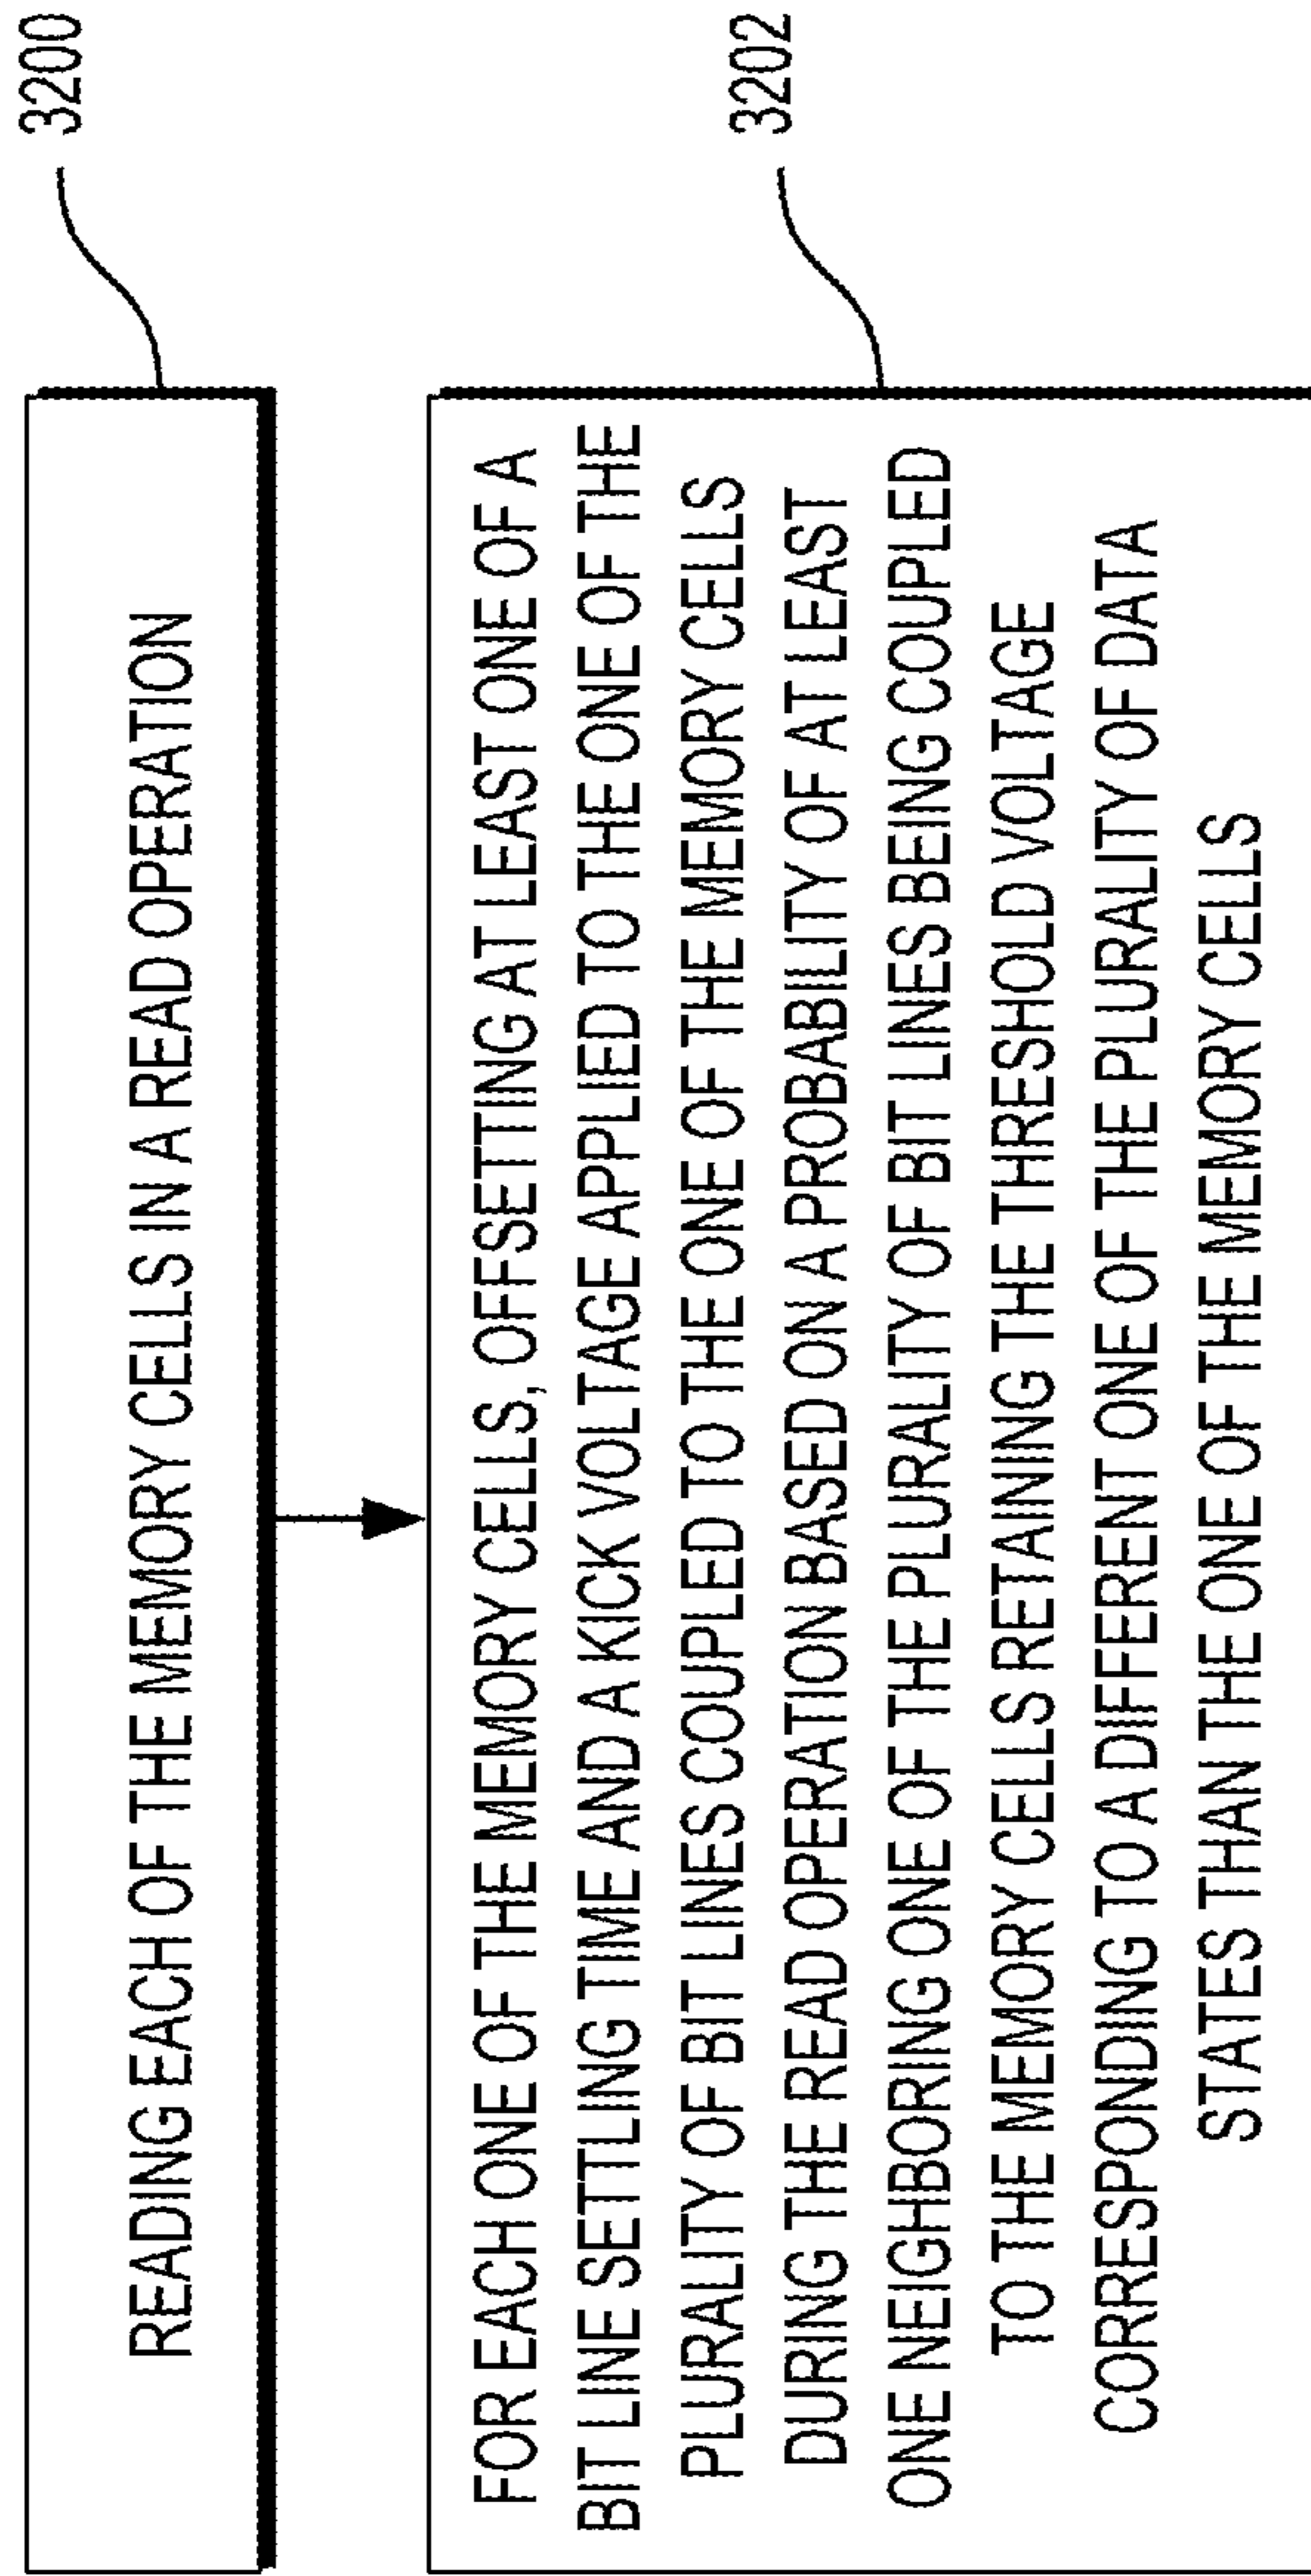 3200
READING EACH OF THE MEMORY CELLS IN A READ OPERATION
3202
FOR EACH ONE OF THE MEMORY CELLS, OFFSETTING AT LEAST ONE OF A
BIT LINE SETTLING TIME AND A KICK VOLTAGE APPLIED TO THE ONE OF THE
PLURALITY OF BIT LINES COUPLED TO THE ONE OF THE MEMORY CELLS
DURING THE READ OPERATION BASED ON A PROBABILITY OF AT LEAST
ONE NEIGHBORING ONE OF THE PLURALITY OF BIT LINES BEING COUPLED
TO THE MEMORY CELLS RETAINING THE THRESHOLD VOLTAGE
CORRESPONDING TO A DIFFERENT ONE OF THE PLURALITY OF DATA
STATES THAN THE ONE OF THE MEMORY CELLS